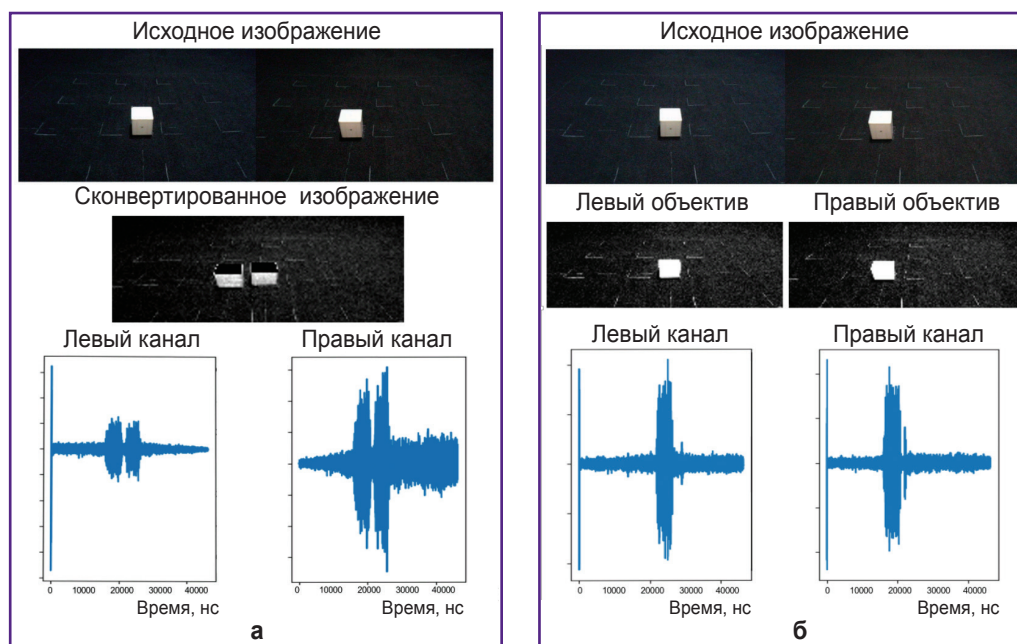 Исходное изображение
Сконвертированное изображение
Левый канал
Правый канал
0 10000 20000 30000 40000
Время, нс
0 10000 20000 30000 40000
Время, нс
а
Исходное изображение
Левый объектив
Правый объектив
Левый канал
Правый канал
0 10000 20000 30000 40000
Время, нс
0 10000 20000 30000 40000
Время, нс
б